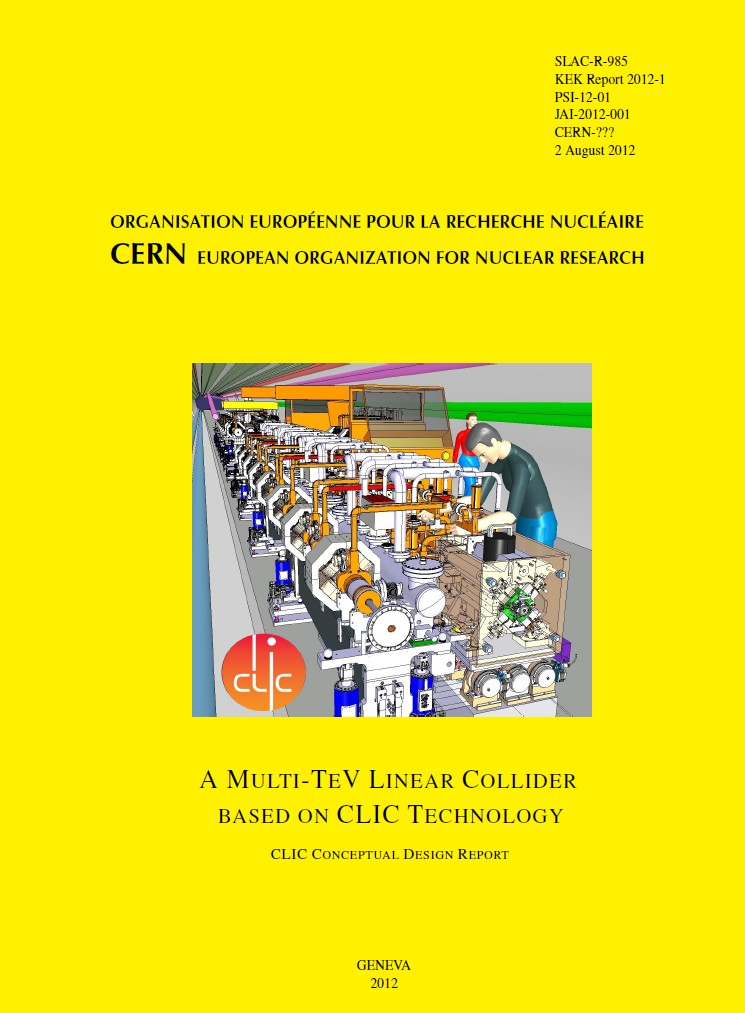 SLAC-R-985
KEK Report 2012-1
PSI-12-01
JAI-2012-001
CERN-???
2 August 2012
ORGANISATION EUROPÉENNE POUR LA RECHERCHE NUCLÉAIRE
CERN EUROPEAN ORGANIZATION FOR NUCLEAR RESEARCH
clic
A MULTI-TEV LINEAR COLLIDER
BASED ON CLIC TECHNOLOGY
CLIC CONCEPTUAL DESIGN REPORT
GENEVA
2012